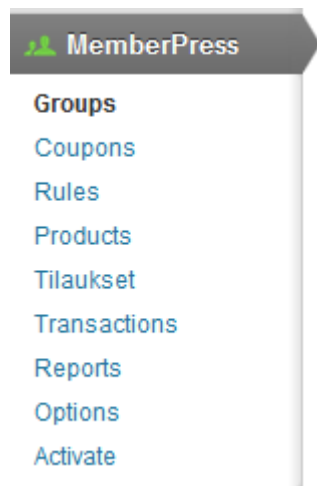 MemberPress
Groups
Coupons
Rules
Products
Tilaukset
Transactions
Reports
Options
Activate